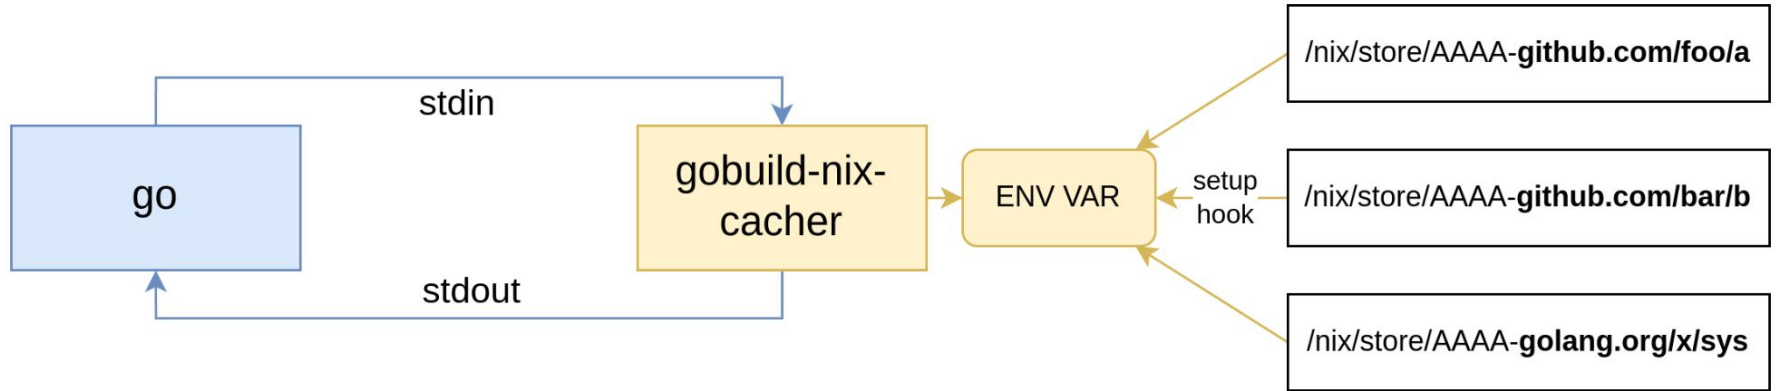 stdin
go
stdout
gobuild-nix-
cacher
ENV VAR
setup
hook
/nix/store/AAAA-github.com/foo/a
/nix/store/AAAA-github.com/bar/b
/nix/store/AAAA-golang.org/x/sys